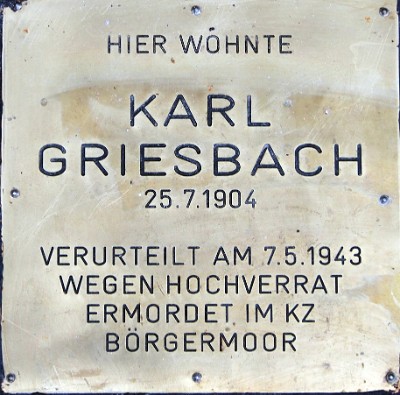 HIER WOHNTE
KARL
GRIESBACH
25.7.1904
VERURTEILT AM 7.5.1943
WEGEN HOCHVERRAT
ERMORDET IM KZ
BÖRGERMOOR